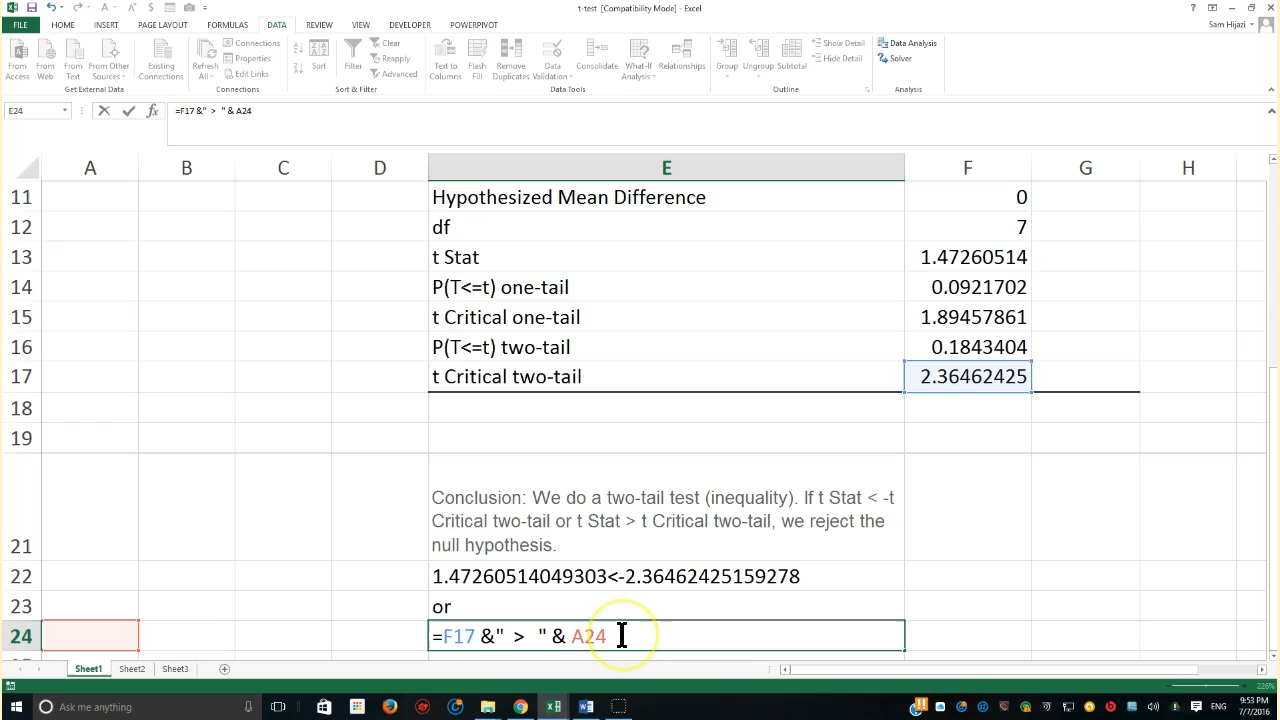 t-test [Compatibility Mode] - Excel
Sam Hijazi
FILE HOME INSERT PAGE LAYOUT FORMULAS DATA REVIEW VIEW DEVELOPER POWERPIVOT
From Access
From Web
From Text
From Other Sources
Existing Connections
Get External Data
Refresh All
Connections
Properties
Edit Links
Connections
Sort
Filter
Clear
Reapply
Advanced
Sort & Filter
Text to Columns
Flash Fill
Remove Duplicates
Data Validation
Consolidate
What-If Analysis
Relationships
Data Tools
Group
Ungroup
Subtotal
Show Detail
Hide Detail
Outline
Data Analysis
Solver
Analysis
E24 fx =F17 &" > " & A24
A B C D E F G H
11 Hypothesized Mean Difference 0
12 df 7
13 t Stat 1.47260514
14 P(T<=t) one-tail 0.0921702
15 t Critical one-tail 1.89457861
16 P(T<=t) two-tail 0.1843404
17 t Critical two-tail 2.36462425
18
19
Conclusion: We do a two-tail test (inequality). If t Stat < -t
Critical two-tail or t Stat > t Critical two-tail, we reject the
21 null hypothesis.
22 1.47260514049303<-2.36462425159278
23 or
24 =F17 &" > " & A24
Sheet1 Sheet2 Sheet3
226%
Ask me anything
ENG
9:53 PM
7/7/2016